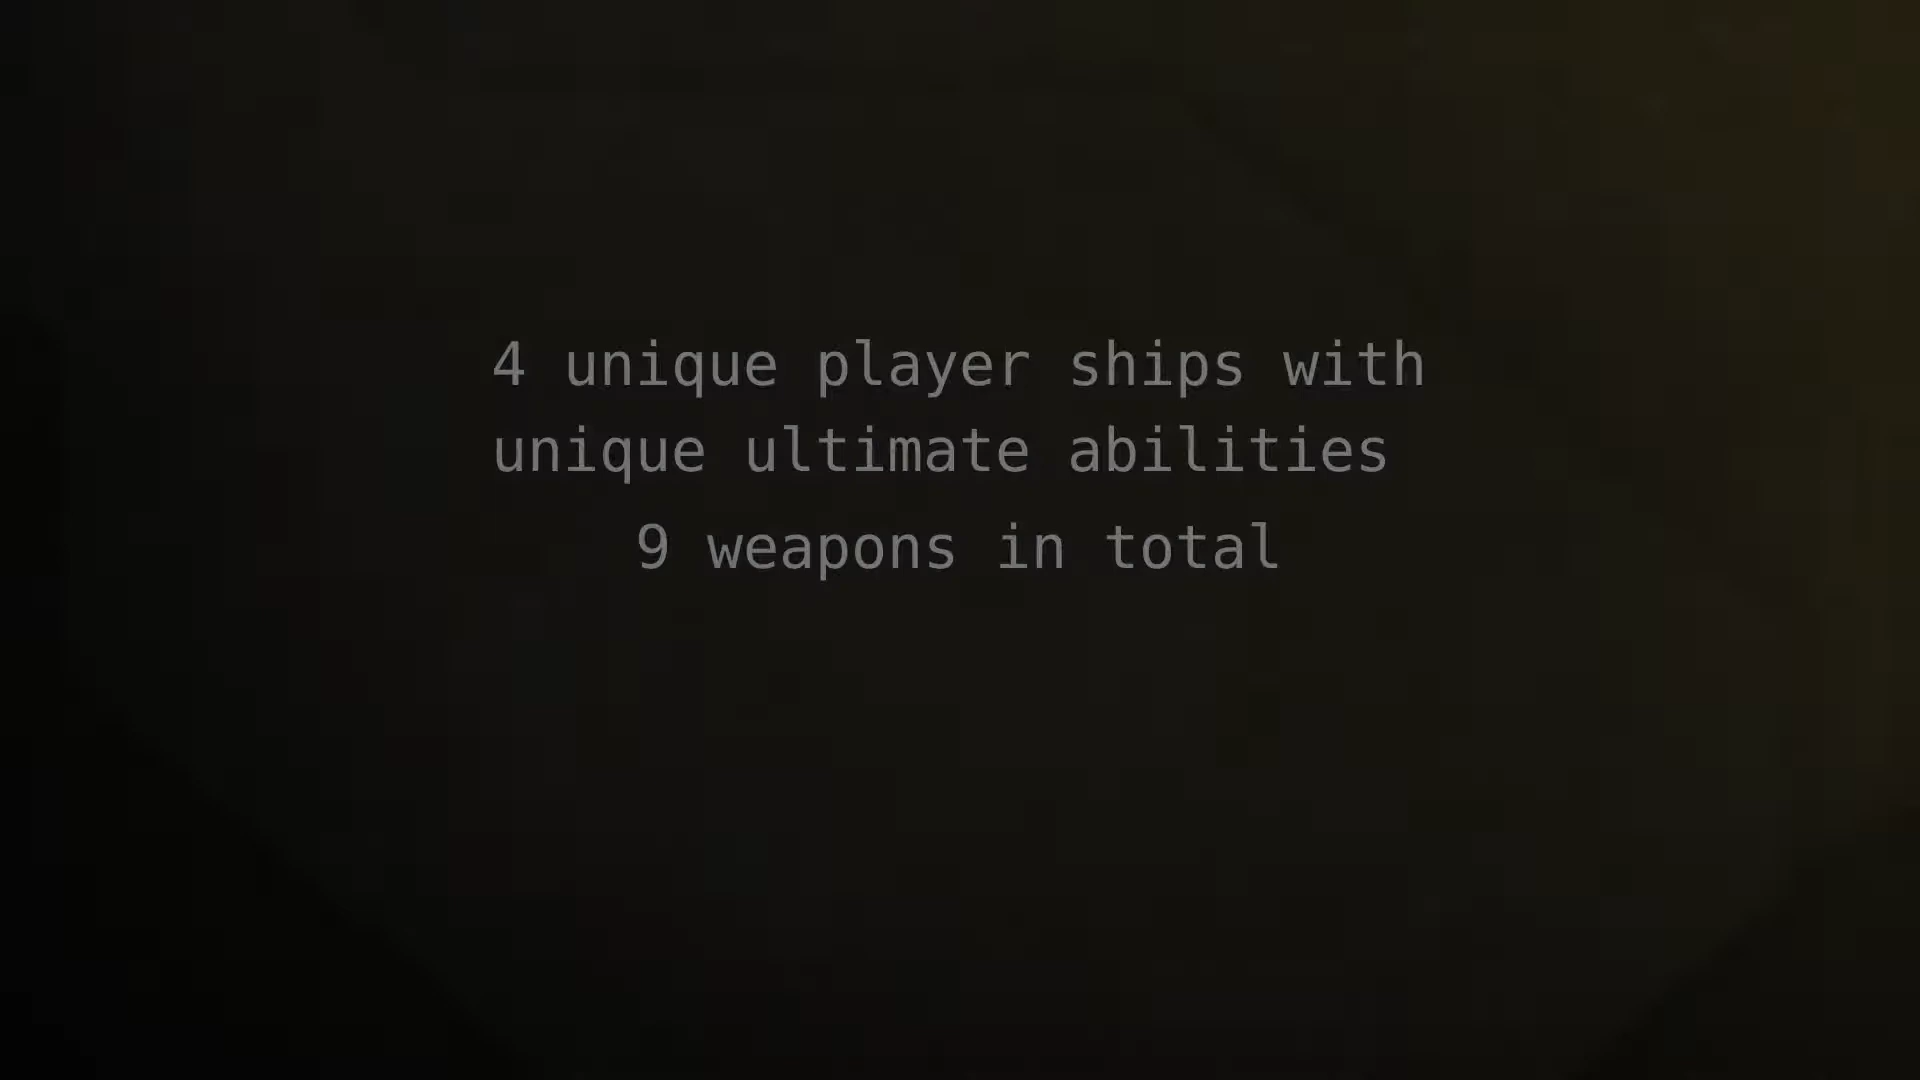 4 unique player ships with
unique ultimate abilities
9 weapons in total